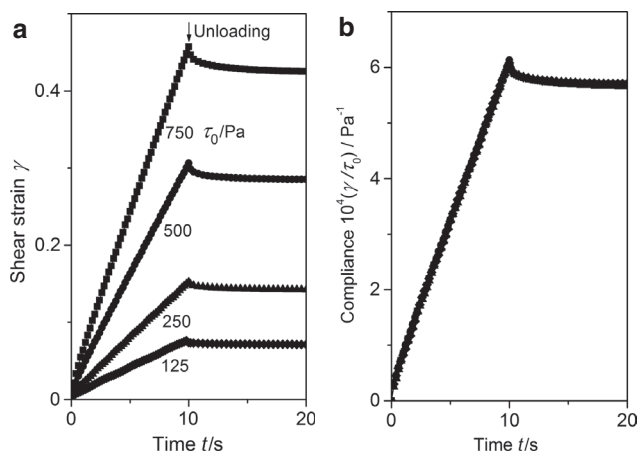 a
Unloading
0.4
0.2
0
750 τ₀/Pa
500
250
125
Shear strain γ
0 10 20
Time t/s
b
6
4
2
0
Compliance 10⁴(γ/τ₀) / Pa⁻¹
0 10 20
Time t/s